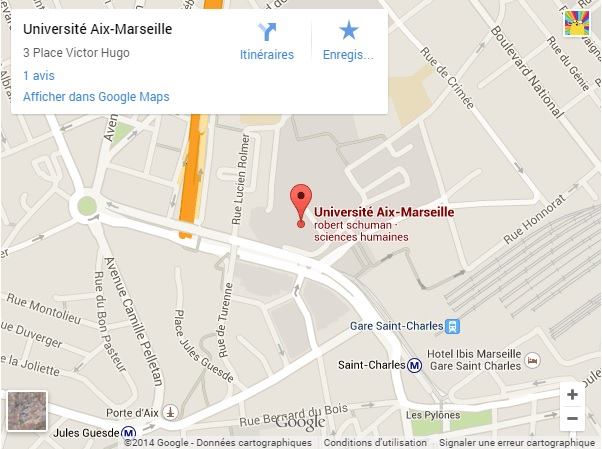 Université Aix-Marseille
3 Place Victor Hugo
1 avis
Afficher dans Google Maps
Itinéraires
Enregis...
Rue de Crimée
Boulevard National
Rue du Génie
Rue Lucien Rolmer
Université Aix-Marseille
robert schuman ·
sciences humaines
Rue Honnorat
Avenue Camille Pelletan
Rue Montolieu
Rue du Bon Pasteur
Rue Duverger
e la Joliette
Place Jules Guesde
Rue de Turenne
Gare Saint-Charles
Saint-Charles
Hotel Ibis Marseille
Gare Saint Charles
Porte d'Aix
Jules Guesde
Rue Bernard du Bois
Les Pylônes
Google
©2014 Google - Données cartographiques
Conditions d'utilisation
Signaler une erreur cartographique